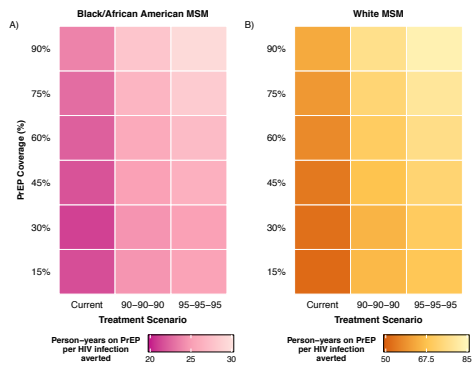 Black/African American MSM
White MSM
A)
B)
PrEP Coverage (%)
90%
75%
60%
45%
30%
15%
90%
75%
60%
45%
30%
15%
Current 90–90–90 95–95–95
Treatment Scenario
Current 90–90–90 95–95–95
Treatment Scenario
Person–years on PrEP
per HIV infection
averted
20 25 30
Person–years on PrEP
per HIV infection
averted
50 67.5 85